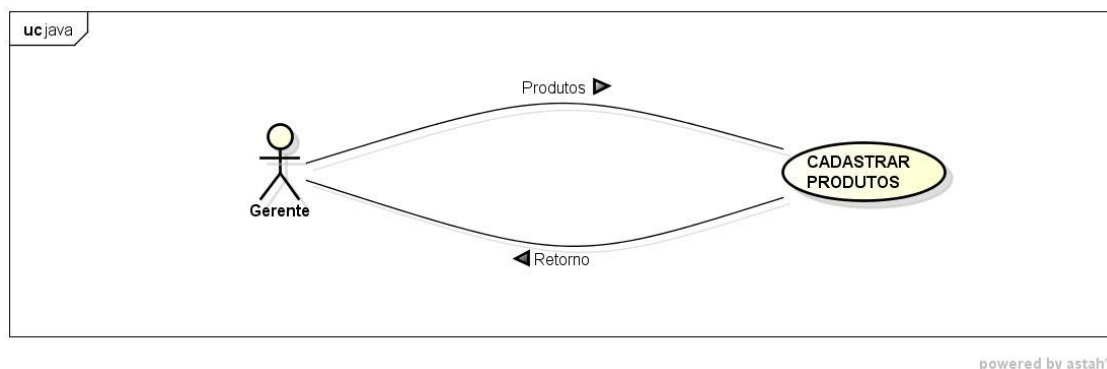 uc java
Produtos
Gerente
CADASTRAR
PRODUTOS
Retorno
powered by astah